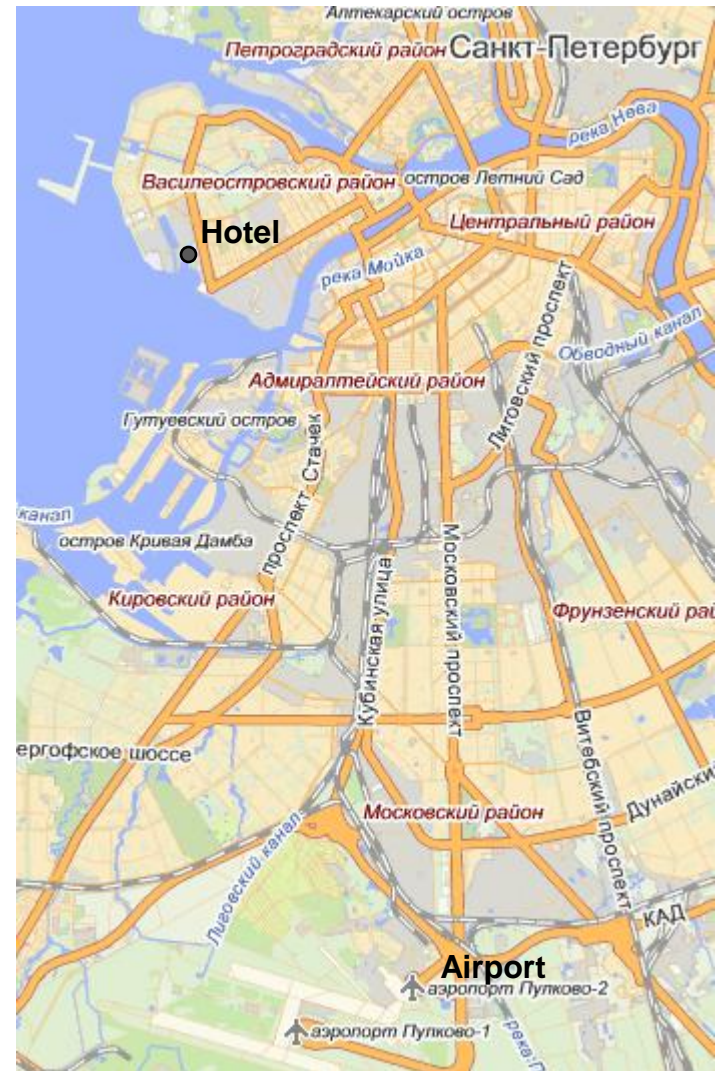 Аптекарский остров
Петроградский район
Санкт-Петербург
река Нева
Василеостровский район
остров Летний Сад
Hotel
Центральный район
река Мойка
Лиговский проспект
Обводный канал
Адмиралтейский район
Гутуевский остров
проспект Стачек
канал
остров Кривая Дамба
Московский проспект
Кировский район
Кубинская улица
Фрунзенский рай
ергофское шоссе
Витебский проспект
Дунайский
Московский район
Лиговский канал
КАД
Airport
аэропорт Пулково-2
аэропорт Пулково-1
река